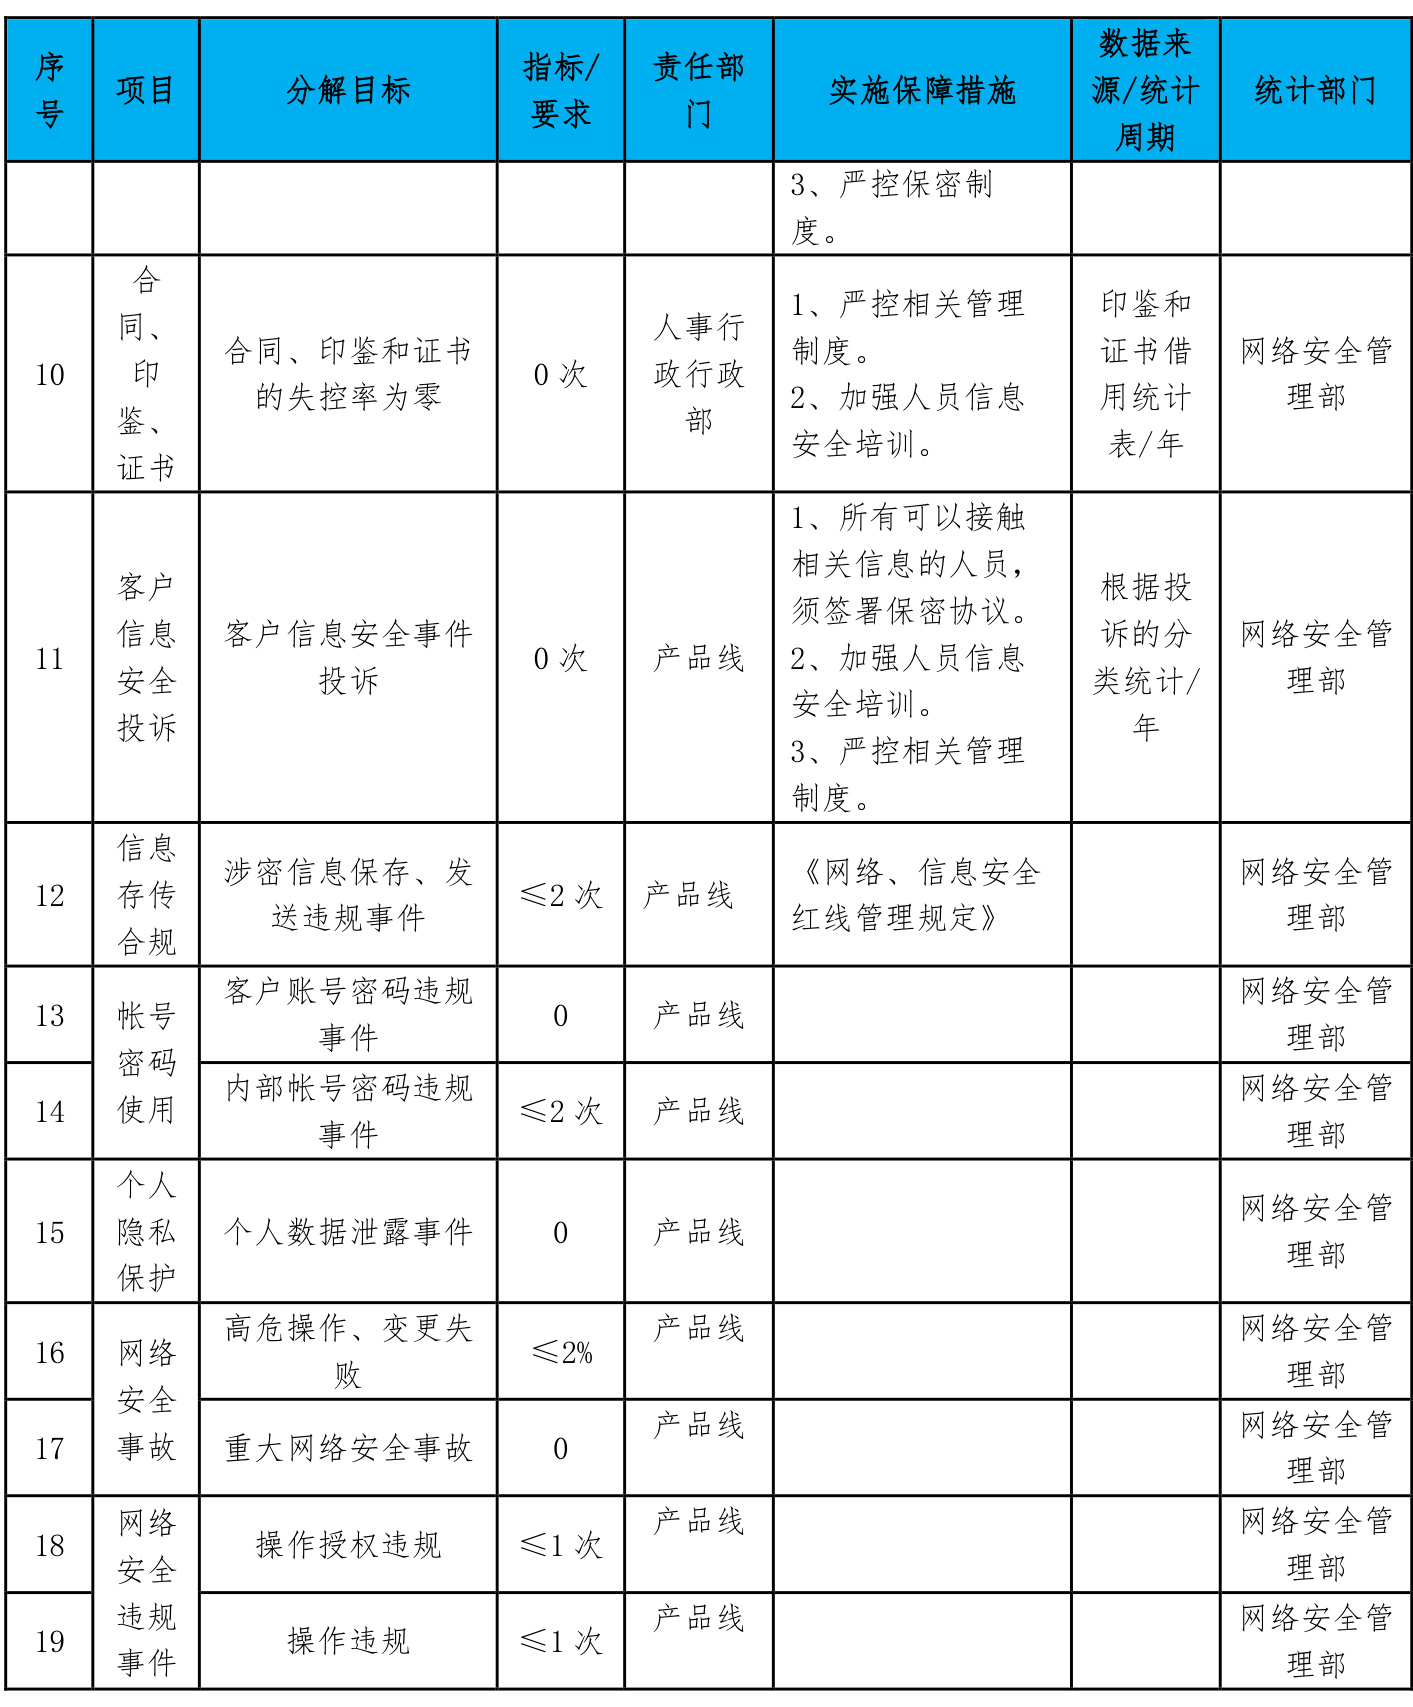 序号
项目
分解目标
指标/要求
责任部门
实施保障措施
数据来源/统计周期
统计部门
3、严控保密制
度。
10
合
同、
印
鉴、
证书
合同、印鉴和证书
的失控率为零
0 次
人事行
政行政
部
1、严控相关管理
制度。
2、加强人员信息
安全培训。
印鉴和
证书借
用统计
表/年
网络安全管
理部
11
客户
信息
安全
投诉
客户信息安全事件
投诉
0 次
产品线
1、所有可以接触
相关信息的人员，
须签署保密协议。
2、加强人员信息
安全培训。
3、严控相关管理
制度。
根据投
诉的分
类统计/
年
网络安全管
理部
12
信息
存传
合规
涉密信息保存、发
送违规事件
≤2 次
产品线
《网络、信息安全
红线管理规定》
网络安全管
理部
13
帐号
密码
使用
客户账号密码违规
事件
0
产品线
网络安全管
理部
14
内部帐号密码违规
事件
≤2 次
产品线
网络安全管
理部
15
个人
隐私
保护
个人数据泄露事件
0
产品线
网络安全管
理部
16
网络
安全
事故
高危操作、变更失
败
≤2%
产品线
网络安全管
理部
17
重大网络安全事故
0
产品线
网络安全管
理部
18
网络
安全
违规
事件
操作授权违规
≤1 次
产品线
网络安全管
理部
19
操作违规
≤1 次
产品线
网络安全管
理部